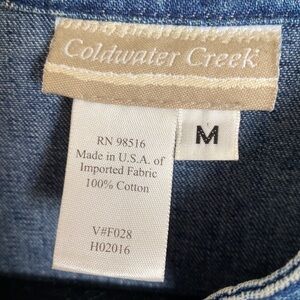 Coldwater Creek
M
RN 98516
Made in U.S.A. of
Imported Fabric
100% Cotton
V#F028
H02016